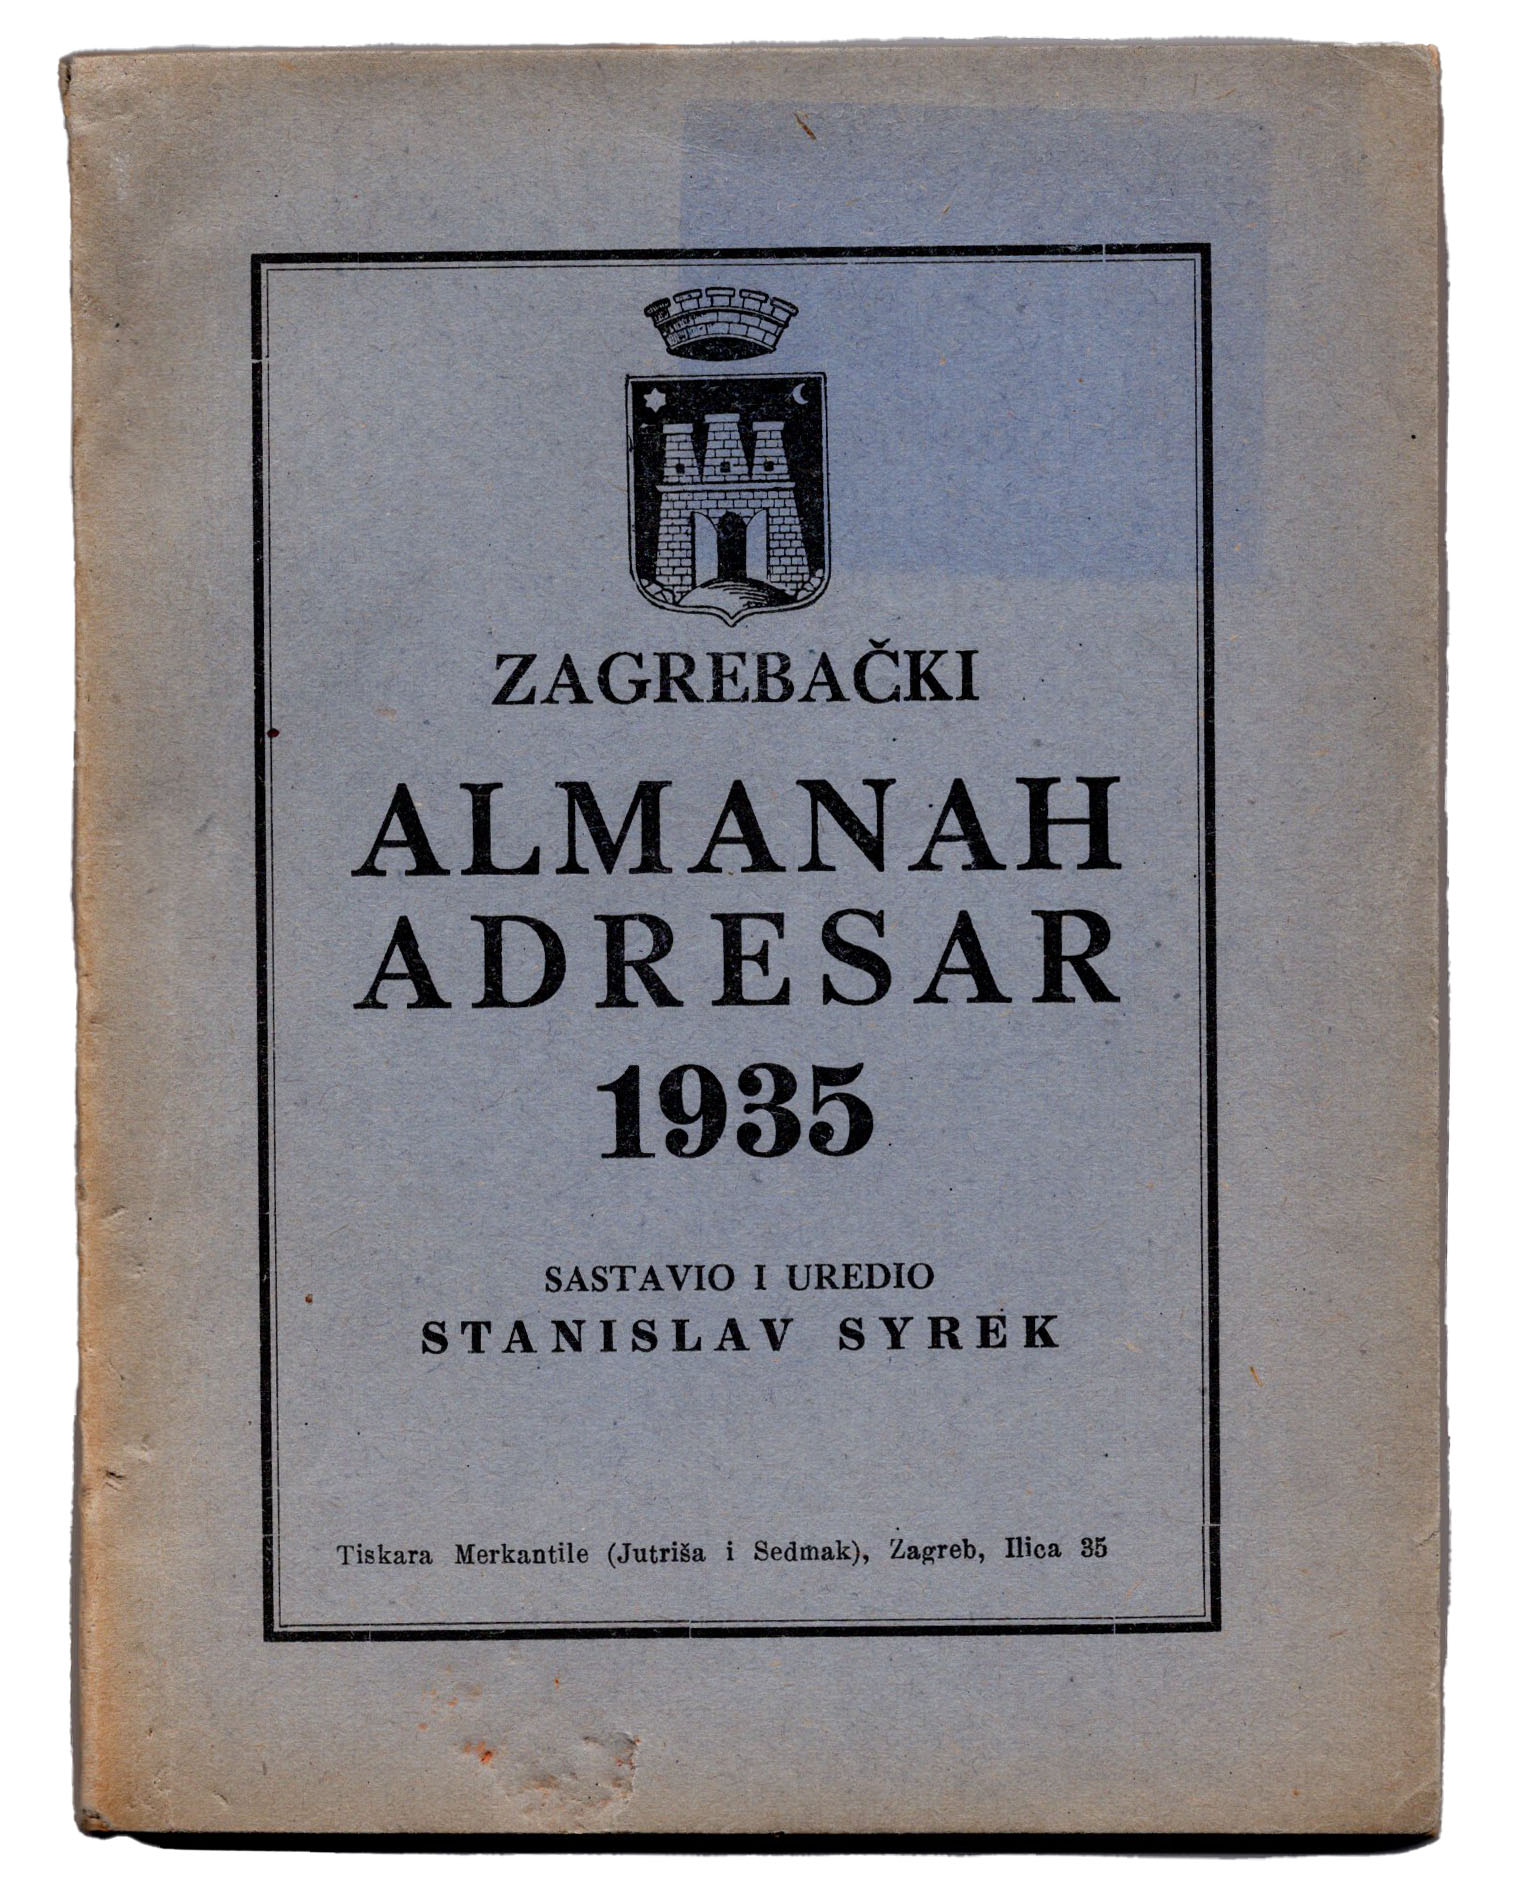 ZAGREBAČKI
ALMANAH
ADRESAR
1935
SASTAVIO I UREDIO
STANISLAV SYREK
Tiskara Merkantile (Jutriša i Sedmak), Zagreb, Ilica 35